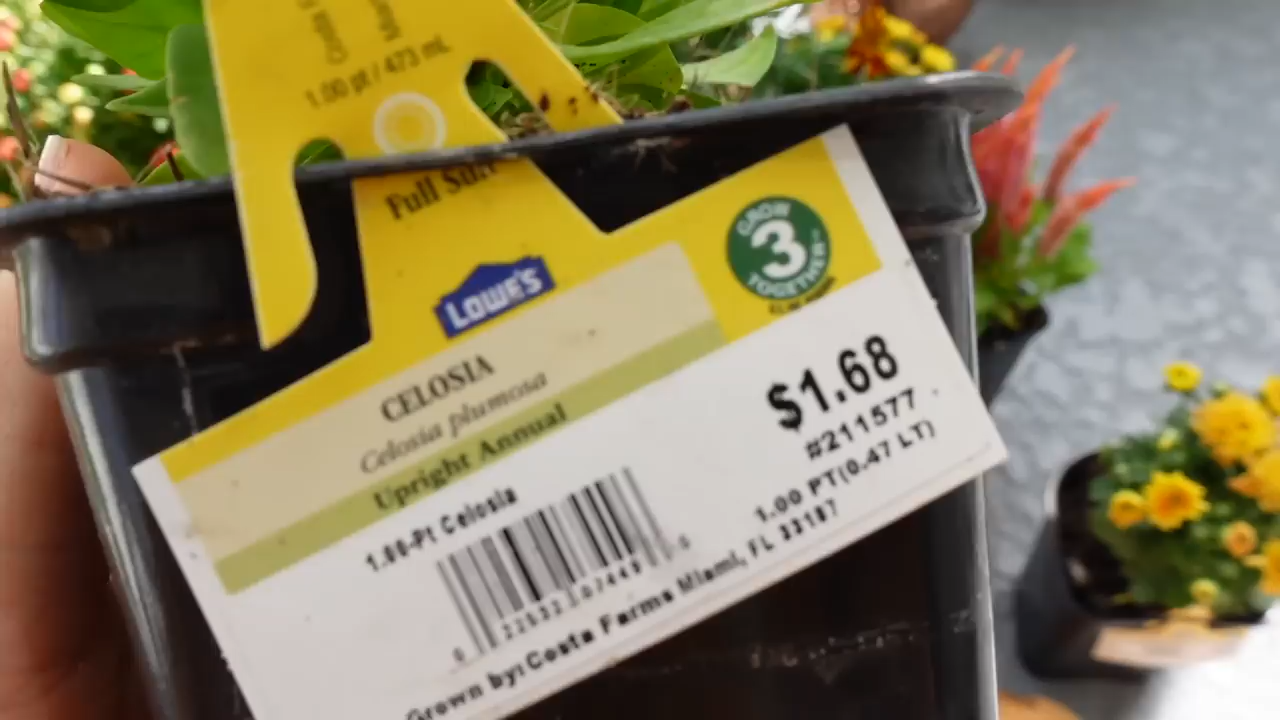 1.00 pt / 473 mL
Full Sun
LOWE'S
GROW
3
TOGETHER
CELOSIA
Celosia plumosa
Upright Annual
$1.68
#211577
1.00-Pt Celosia
1.00 PT(0.47 LT)
Grown by: Costa Farms Miami, FL 33187